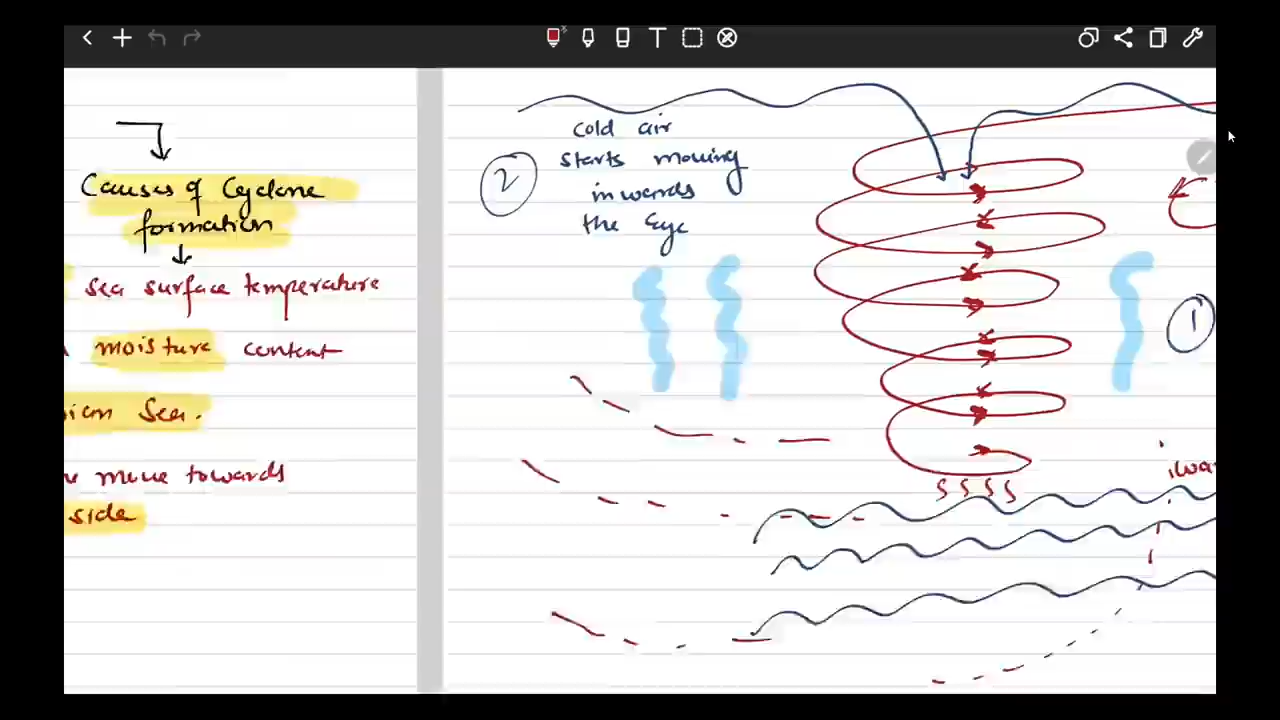 Causes of Cyclone
formation
sea surface temperature
moisture content
Sea.
move towards
side
2
cold air
starts moving
inwards
the Eye
1
T